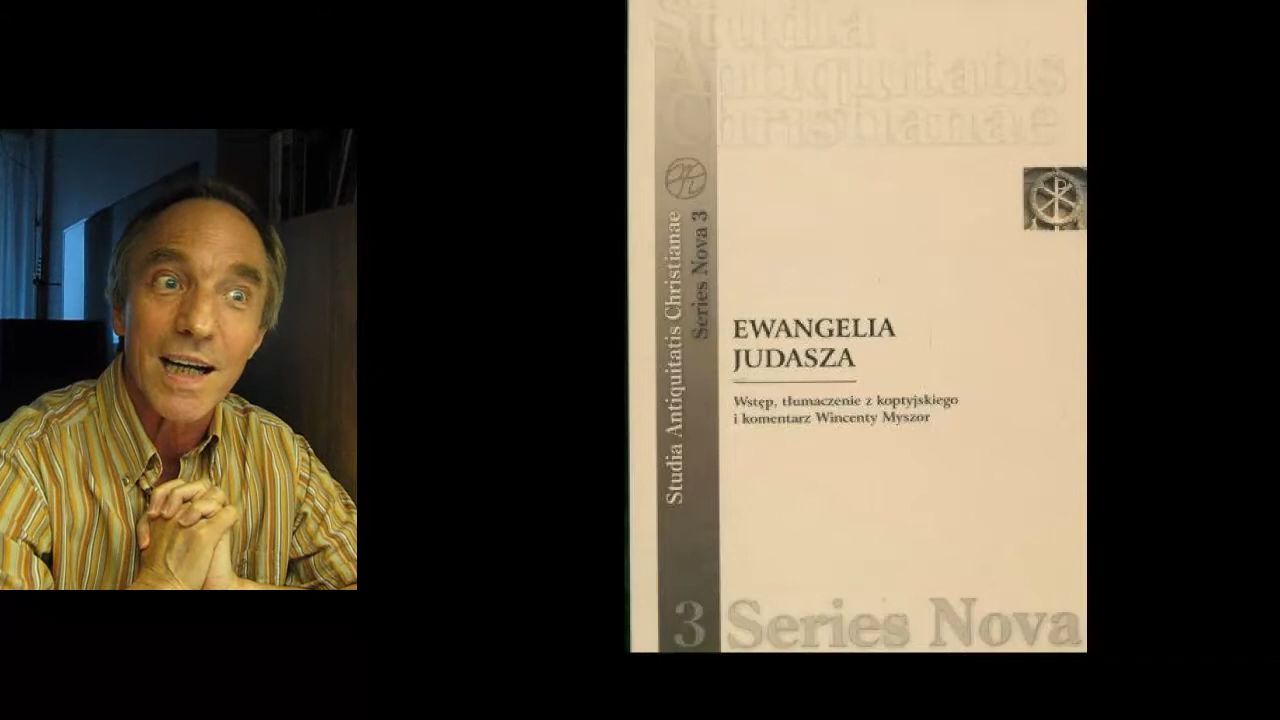 Studia
Antiquitatis
Christianae
Studia Antiquitatis Christianae
Series Nova 3
EWANGELIA
JUDASZA
Wstęp, tłumaczenie z koptyjskiego
i komentarz Wincenty Myszor
3 Series Nova